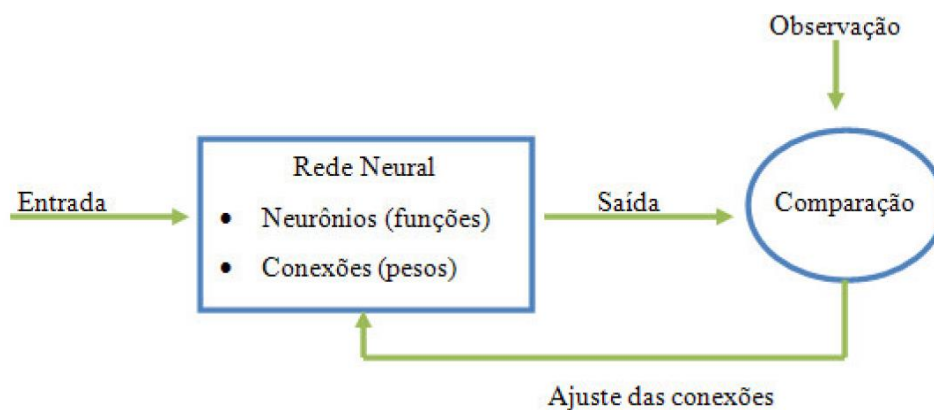 Observação
Rede Neural
Entrada
• Neurônios (funções)
Saída
Comparação
• Conexões (pesos)
Ajuste das conexões